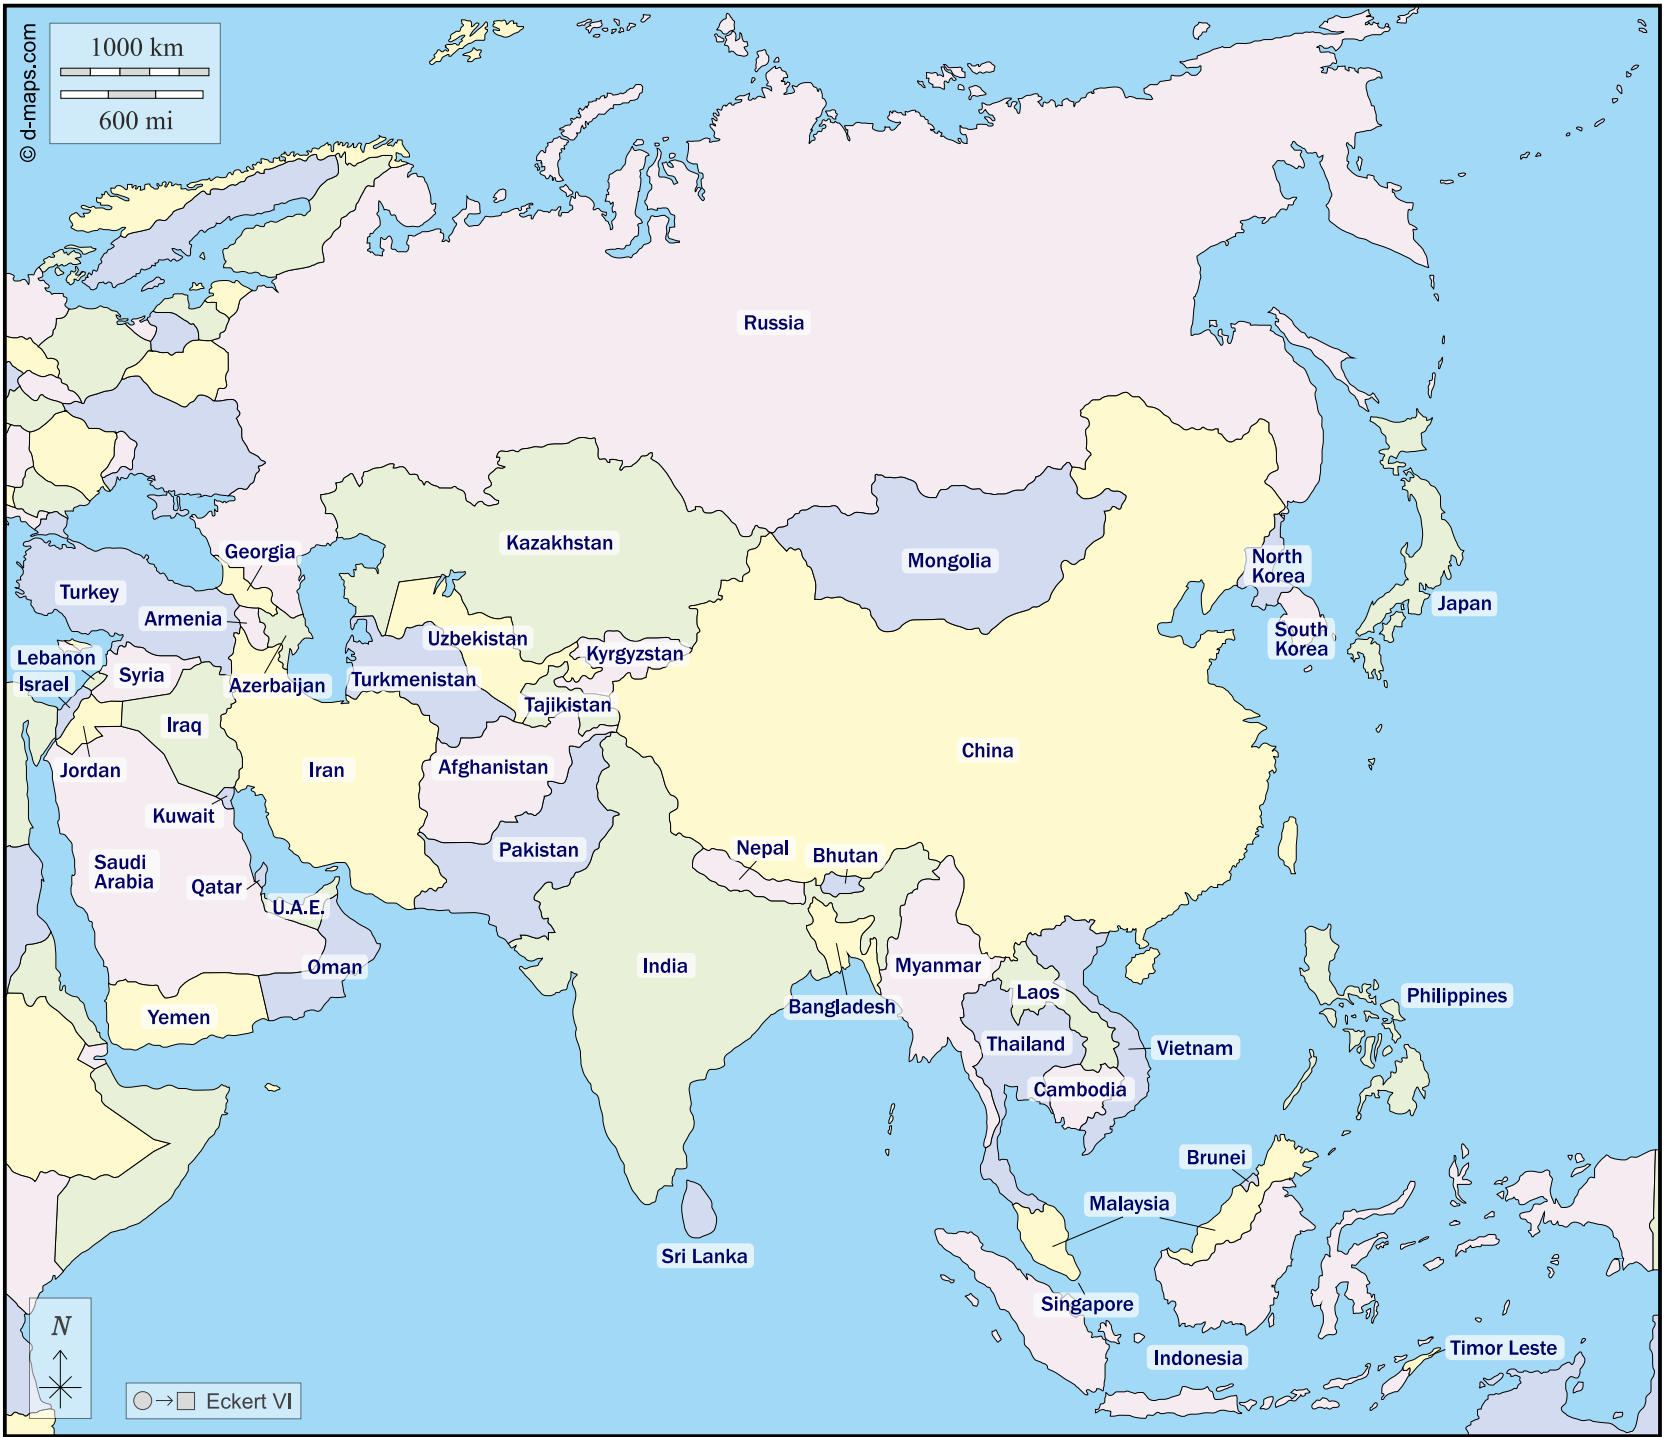 © d-maps.com
1000 km
600 mi
Russia
Georgia
Kazakhstan
Mongolia
North
Korea
Turkey
Japan
Armenia
Uzbekistan
South
Korea
Lebanon
Kyrgyzstan
Syria
Israel
Azerbaijan
Turkmenistan
Tajikistan
Iraq
China
Jordan
Iran
Afghanistan
Kuwait
Nepal
Pakistan
Bhutan
Saudi
Arabia
Qatar
U.A.E.
Oman
India
Myanmar
Laos
Philippines
Bangladesh
Yemen
Thailand
Vietnam
Cambodia
Brunei
Malaysia
Sri Lanka
Singapore
Timor Leste
Indonesia
N
Eckert VI